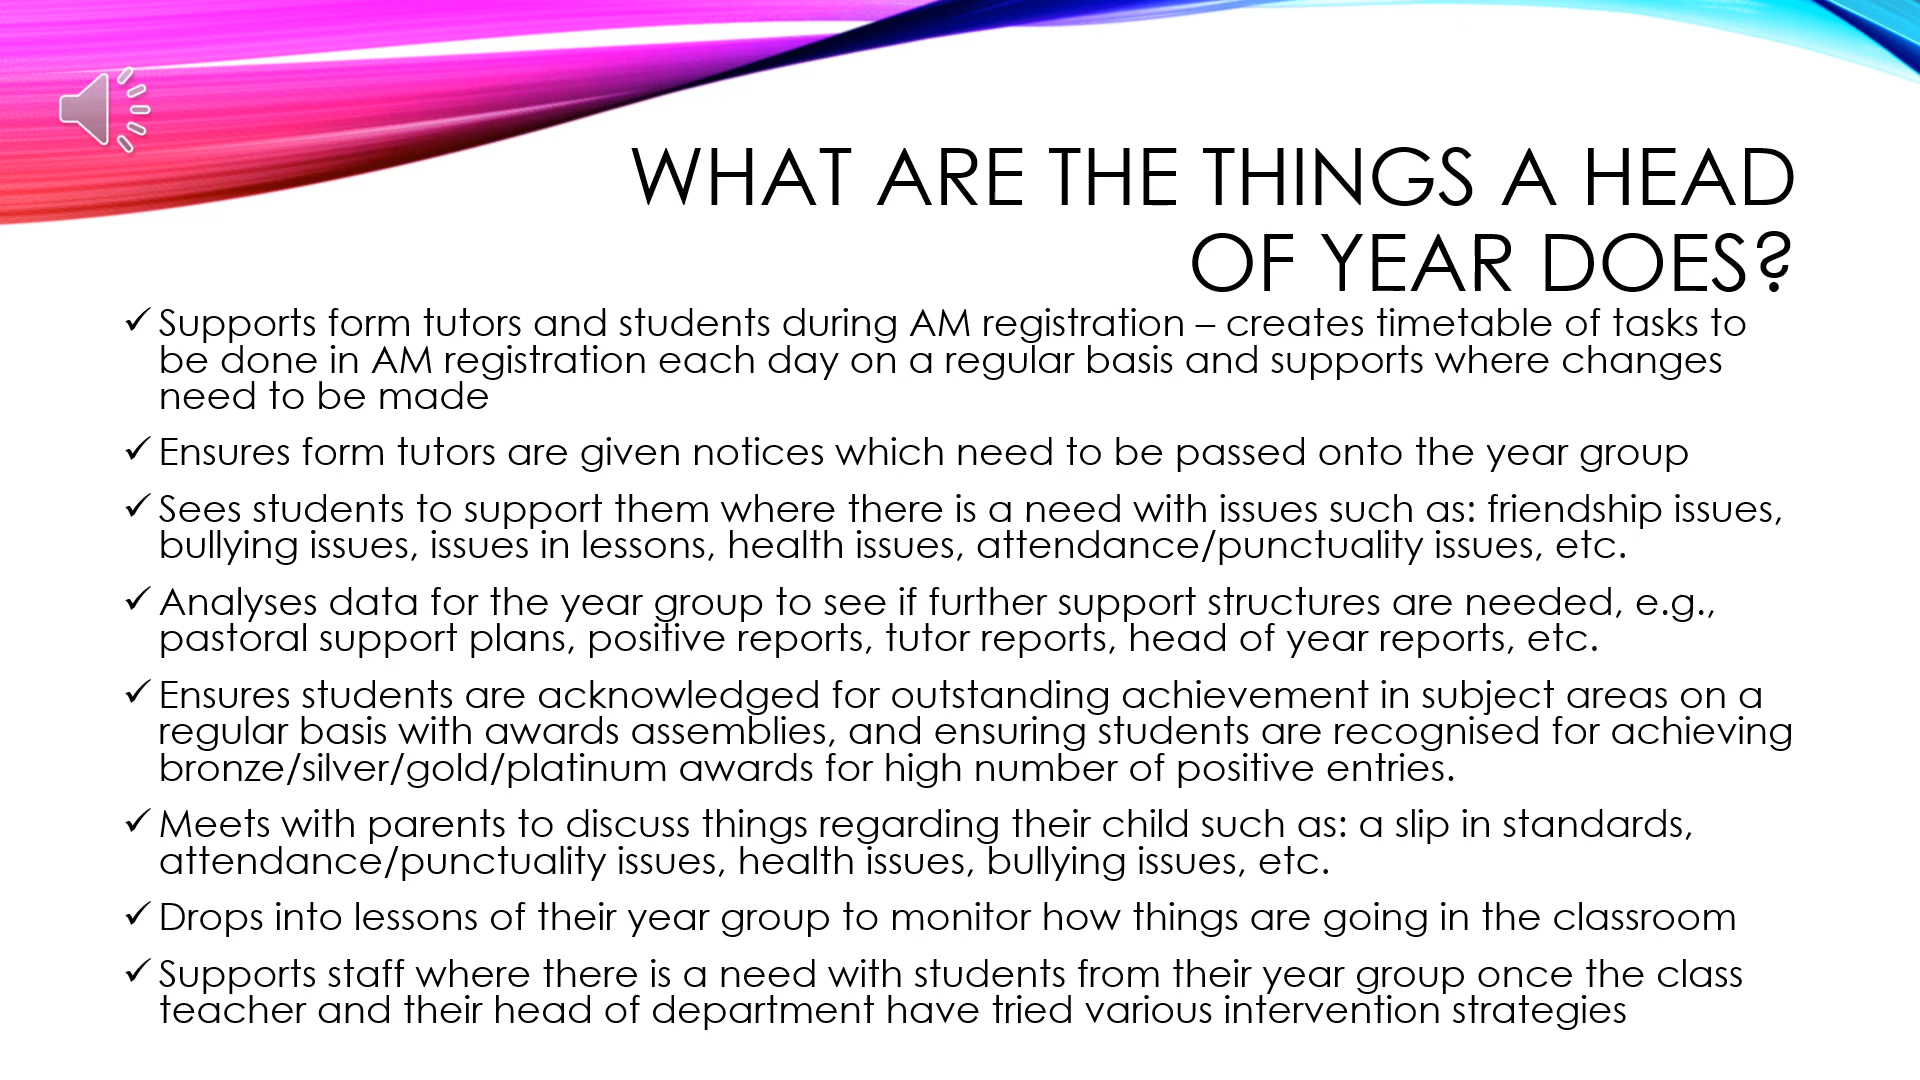 WHAT ARE THE THINGS A HEAD
OF YEAR DOES?
✓ Supports form tutors and students during AM registration – creates timetable of tasks to
be done in AM registration each day on a regular basis and supports where changes
need to be made
✓ Ensures form tutors are given notices which need to be passed onto the year group
✓ Sees students to support them where there is a need with issues such as: friendship issues,
bullying issues, issues in lessons, health issues, attendance/punctuality issues, etc.
✓ Analyses data for the year group to see if further support structures are needed, e.g.,
pastoral support plans, positive reports, tutor reports, head of year reports, etc.
✓ Ensures students are acknowledged for outstanding achievement in subject areas on a
regular basis with awards assemblies, and ensuring students are recognised for achieving
bronze/silver/gold/platinum awards for high number of positive entries.
✓ Meets with parents to discuss things regarding their child such as: a slip in standards,
attendance/punctuality issues, health issues, bullying issues, etc.
✓ Drops into lessons of their year group to monitor how things are going in the classroom
✓ Supports staff where there is a need with students from their year group once the class
teacher and their head of department have tried various intervention strategies